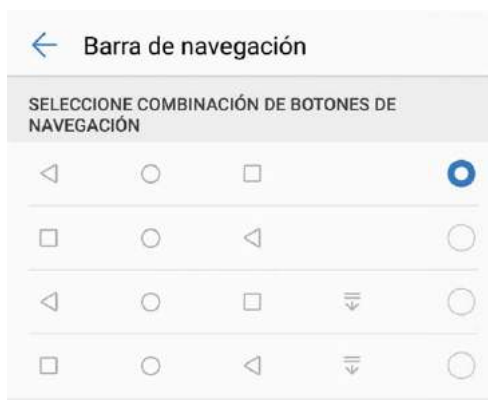 Barra de navegación
SELECCIONE COMBINACIÓN DE BOTONES DE
NAVEGACIÓN